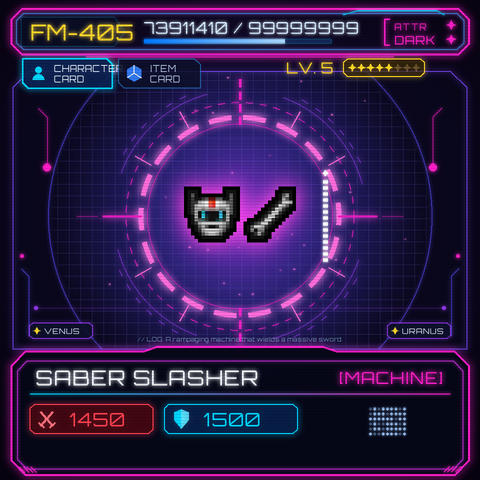 FM-405
73911410 / 99999999
ATTR
DARK
CHARACTER
CARD
ITEM
CARD
LV. 5
VENUS
URANUS
// LOG: A rampaging machine that wields a massive sword
SABER SLASHER
[MACHINE]
1450
1500